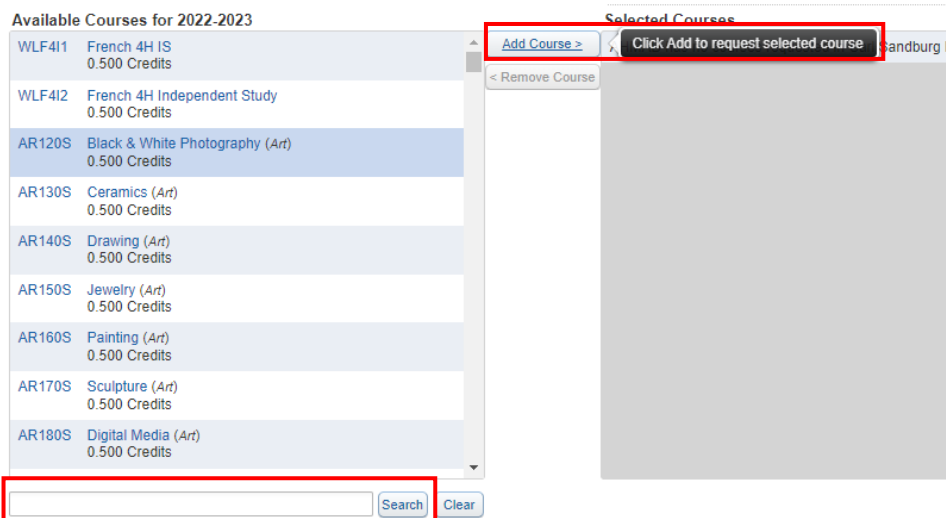 Available Courses for 2022-2023
WLF4I1 French 4H IS
0.500 Credits
WLF4I2 French 4H Independent Study
0.500 Credits
AR120S Black & White Photography (Art)
0.500 Credits
AR130S Ceramics (Art)
0.500 Credits
AR140S Drawing (Art)
0.500 Credits
AR150S Jewelry (Art)
0.500 Credits
AR160S Painting (Art)
0.500 Credits
AR170S Sculpture (Art)
0.500 Credits
AR180S Digital Media (Art)
0.500 Credits
Search Clear
Add Course >
< Remove Course
Selected Courses
Click Add to request selected course
Sandburg